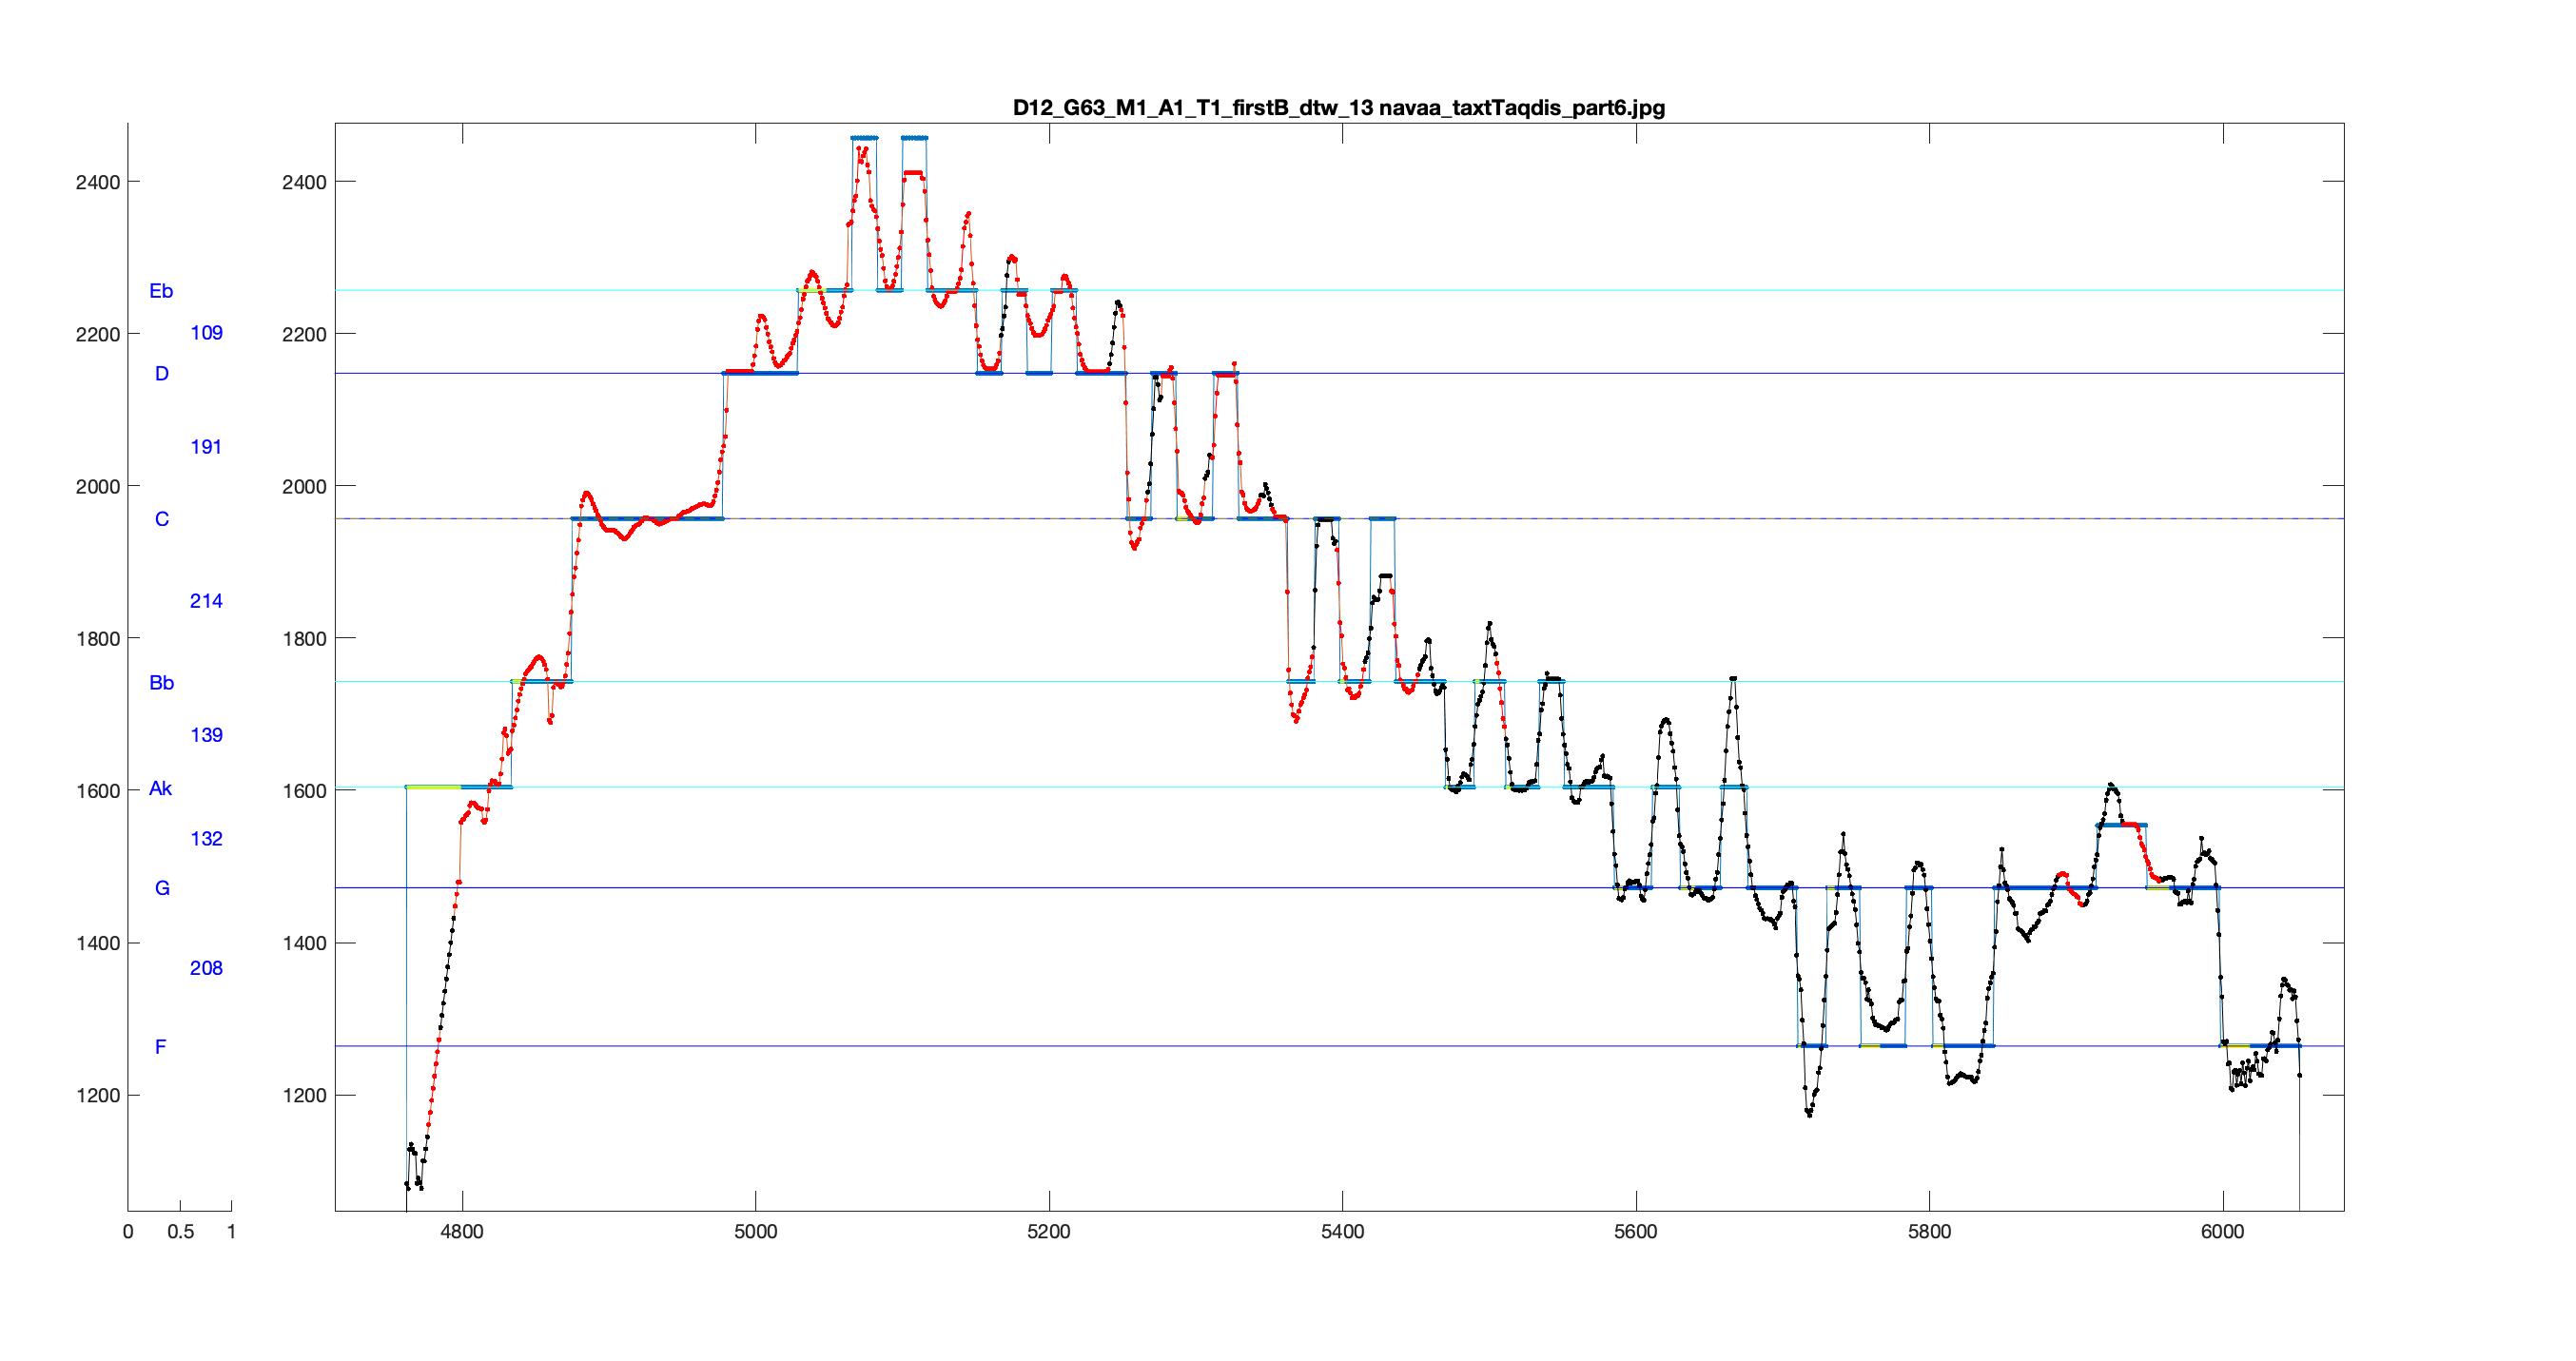 D12_G63_M1_A1_T1_firstB_dtw_13 navaa_taxtTaqdis_part6.jpg
2400 2400
Eb
109
2200 2200
D
191
2000 2000
C
214
1800 1800
Bb
139
1600 Ak 1600
132
G
1400 1400
208
F
1200 1200
0 0.5 1 4800 5000 5200 5400 5600 5800 6000